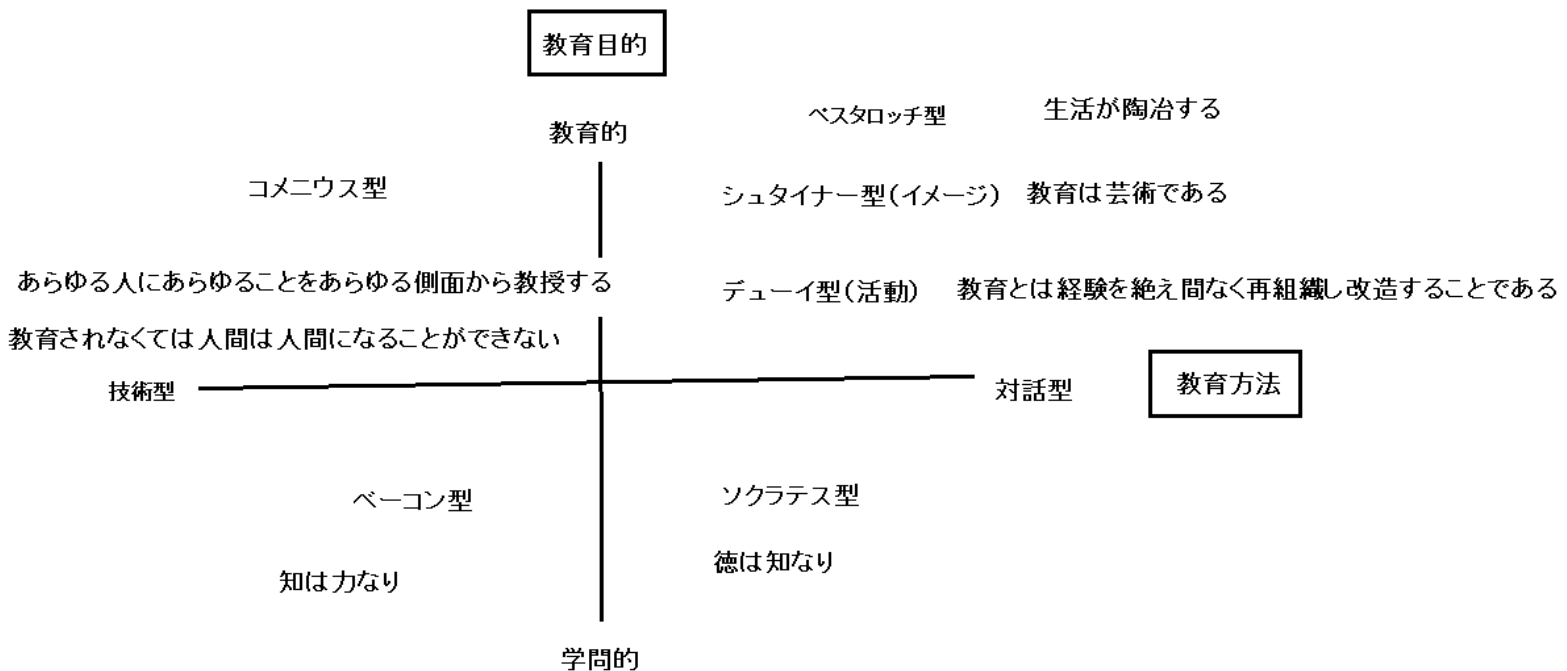 教育目的
教育的
ペスタロッチ型 生活が陶冶する
コメニウス型
シュタイナー型(イメージ) 教育は芸術である
あらゆる人にあらゆることをあらゆる側面から教授する
デューイ型(活動) 教育とは経験を絶え間なく再組織し改造することである
教育されなくては人間は人間になることができない
技術型
対話型
教育方法
ベーコン型
ソクラテス型
知は力なり
徳は知なり
学問的